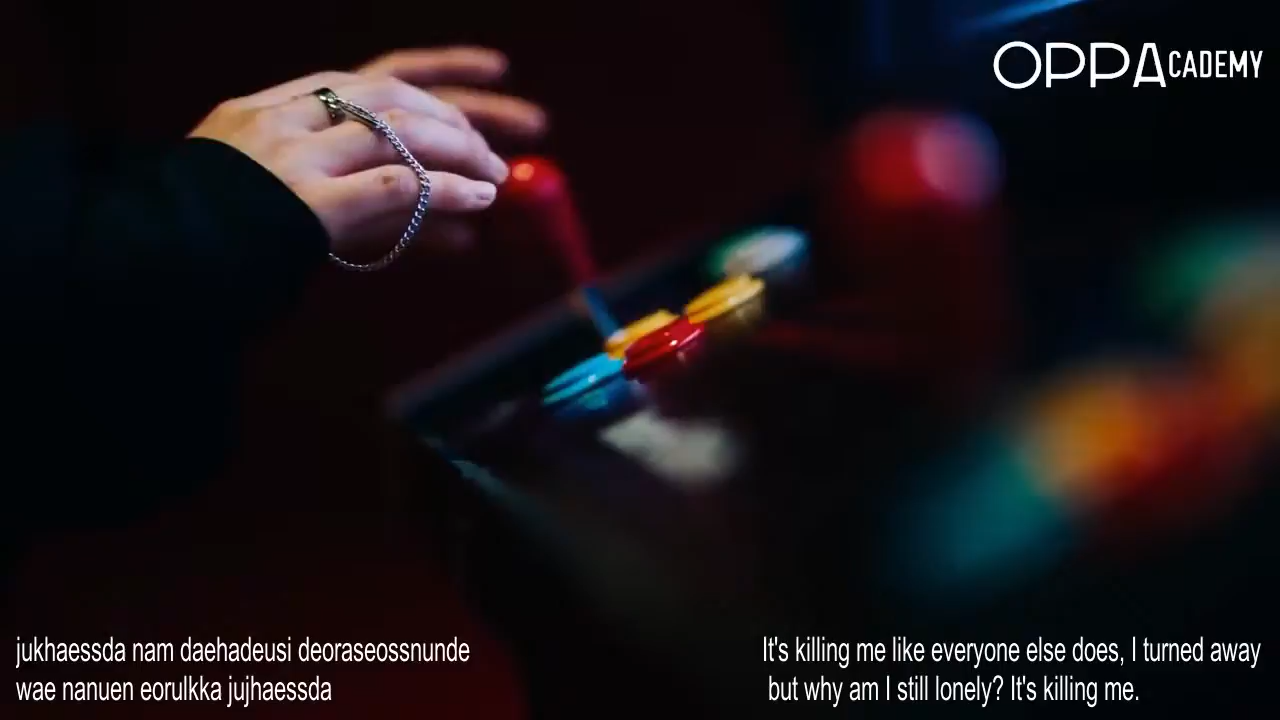 OPPACADEMY
jukhaessda nam daehadeusi deoraseossnunde
wae nanuen eorulkka jujhaessda
It's killing me like everyone else does, I turned away
but why am I still lonely? It's killing me.